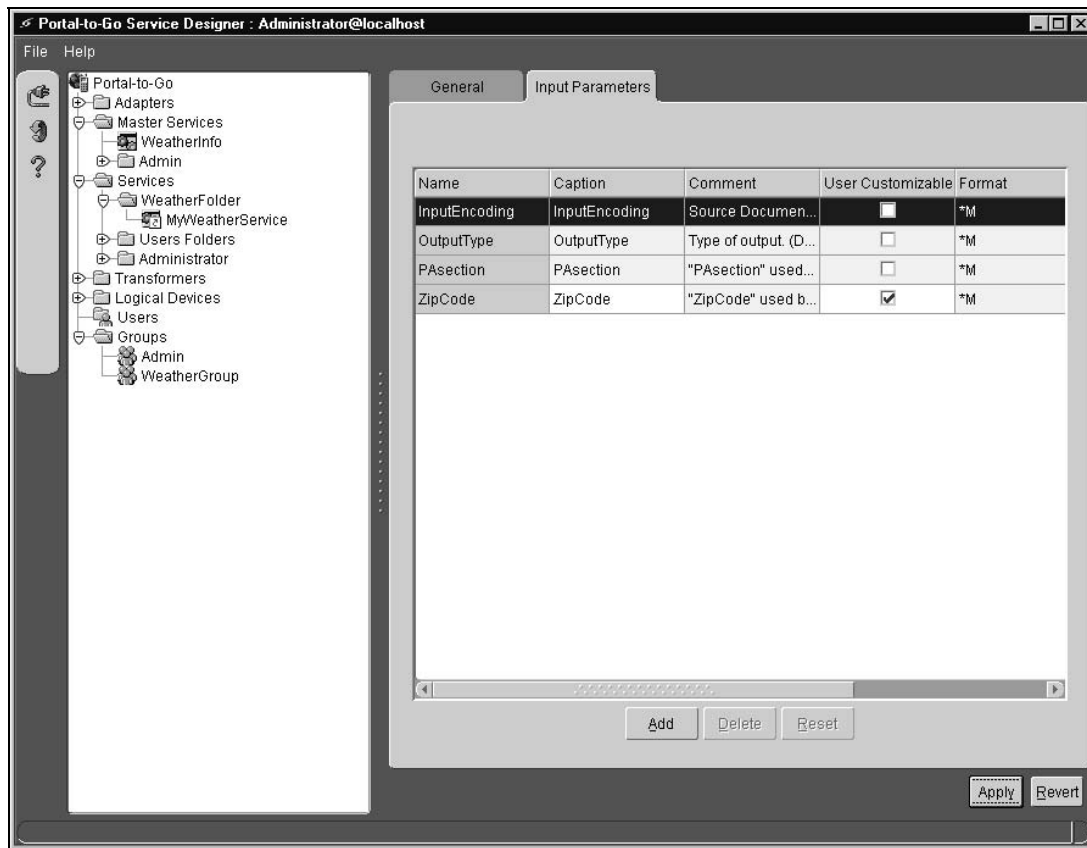 Portal-to-Go Service Designer : Administrator@localhost
File Help
Portal-to-Go
Adapters
Master Services
WeatherInfo
Admin
Services
WeatherFolder
MyWeatherService
Users Folders
Administrator
Transformers
Logical Devices
Users
Groups
Admin
WeatherGroup
General Input Parameters
Name Caption Comment User Customizable Format
InputEncoding InputEncoding Source Documen... *M
OutputType OutputType Type of output. (D... *M
PAsection PAsection "PAsection" used... *M
ZipCode ZipCode "ZipCode" used b... *M
Add Delete Reset
Apply Revert